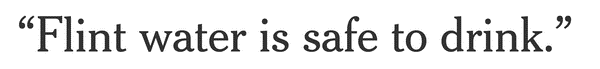 “Flint water is safe to drink.”